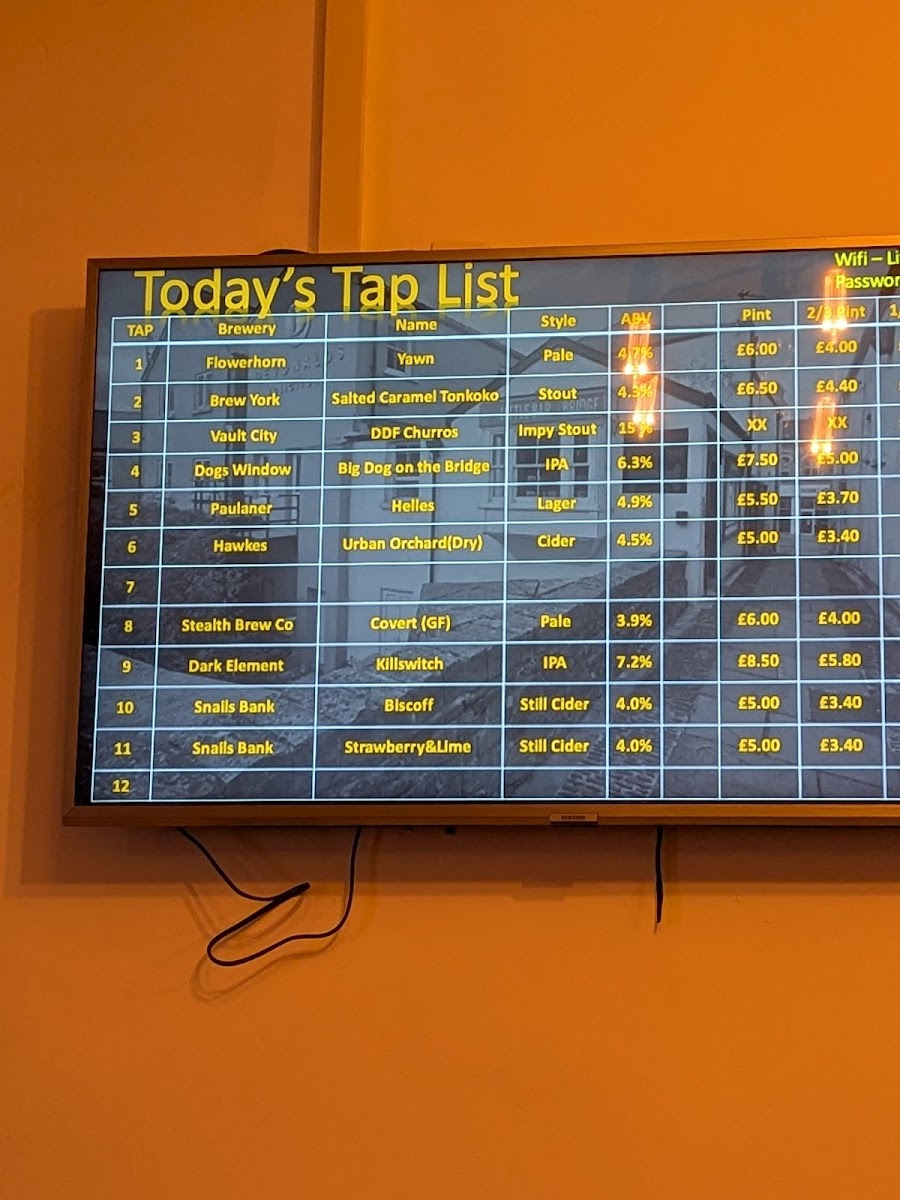 Today's Tap List
Wifi – Li
Passwor
TAP Brewery Name Style ABV Pint 2/3 Pint 1/
1 Flowerhorn Yawn Pale 4.7% £6.00 £4.00
2 Brew York Salted Caramel Tonkoko Stout 4.3% £6.50 £4.40
3 Vault City DDF Churros Impy Stout 15% XX XX
4 Dogs Window Big Dog on the Bridge IPA 6.3% £7.50 £5.00
5 Paulaner Helles Lager 4.9% £5.50 £3.70
6 Hawkes Urban Orchard(Dry) Cider 4.5% £5.00 £3.40
7
8 Stealth Brew Co Covert (GF) Pale 3.9% £6.00 £4.00
9 Dark Element Killswitch IPA 7.2% £8.50 £5.80
10 Snails Bank Biscoff Still Cider 4.0% £5.00 £3.40
11 Snails Bank Strawberry&Lime Still Cider 4.0% £5.00 £3.40
12
SAMSUNG